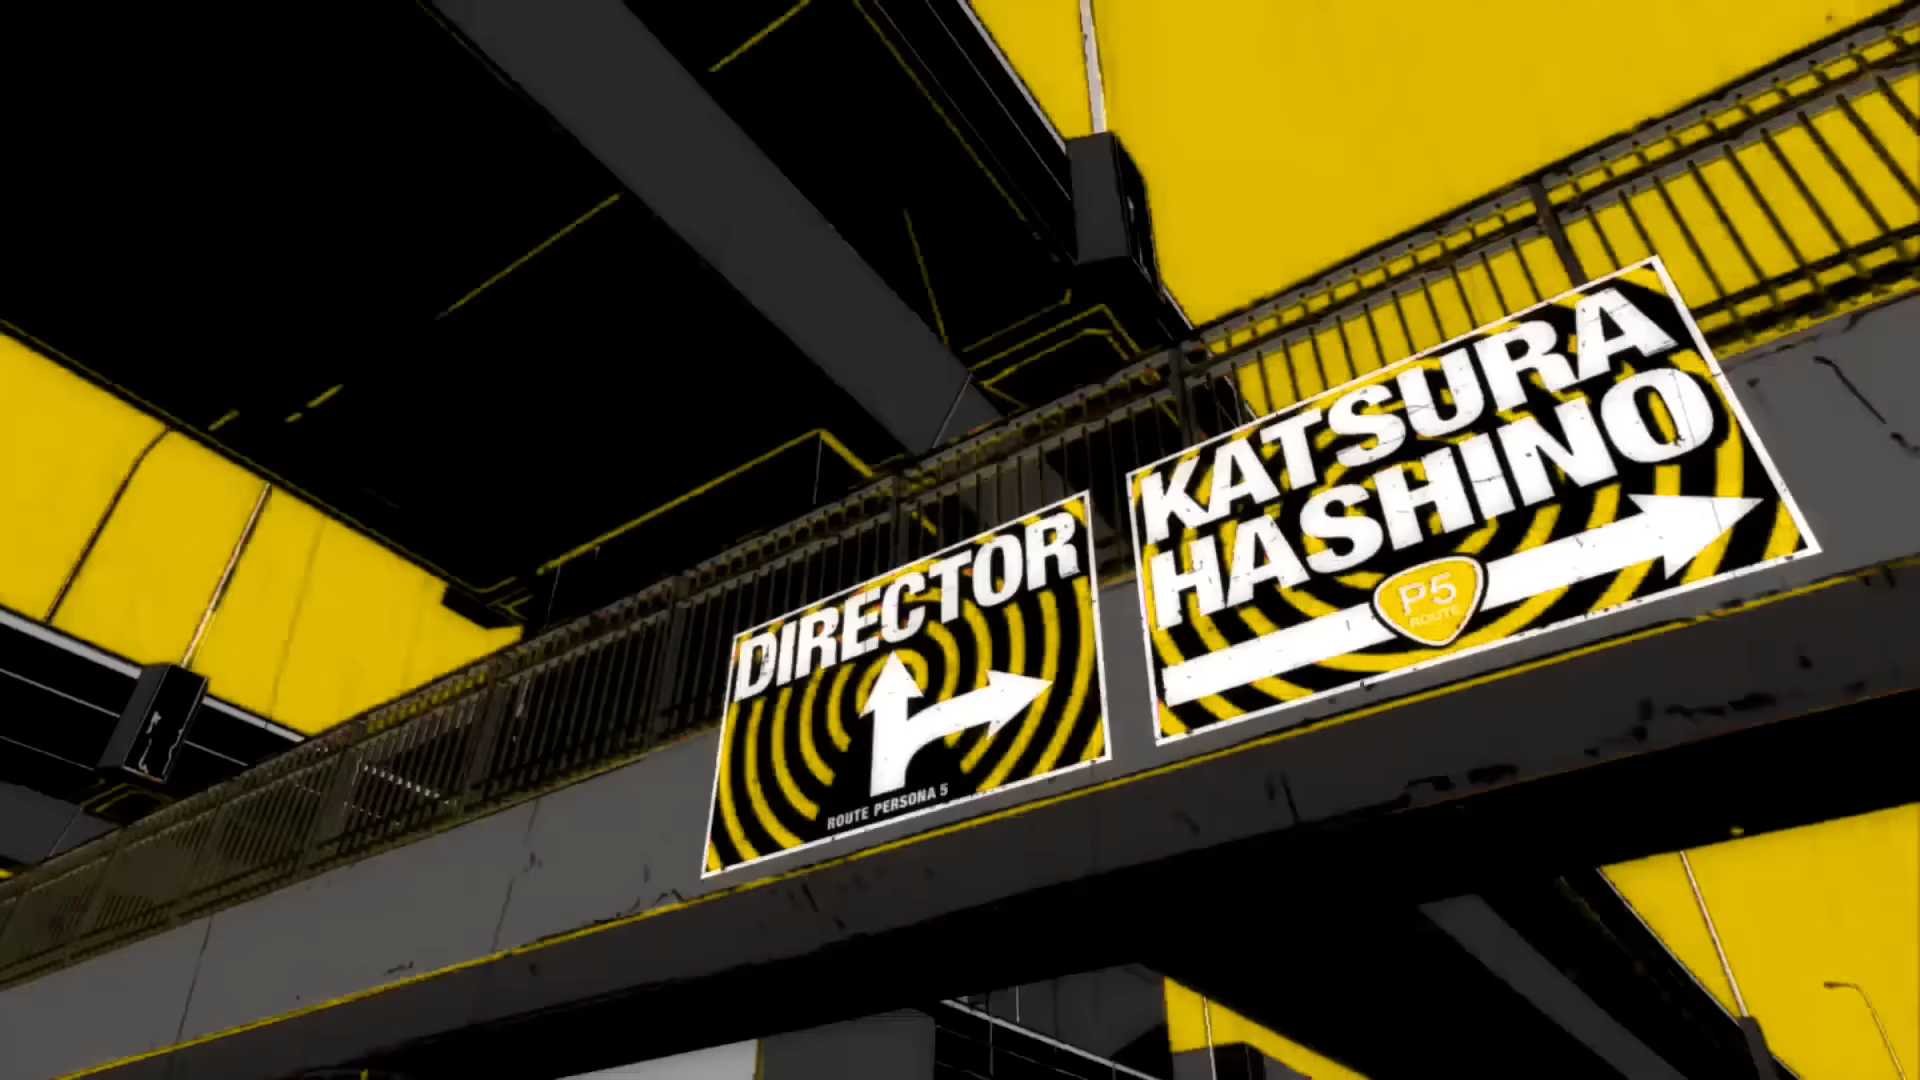 DIRECTOR
ROUTE PERSONA 5
KATSURA
HASHINO
P5
ROUTE